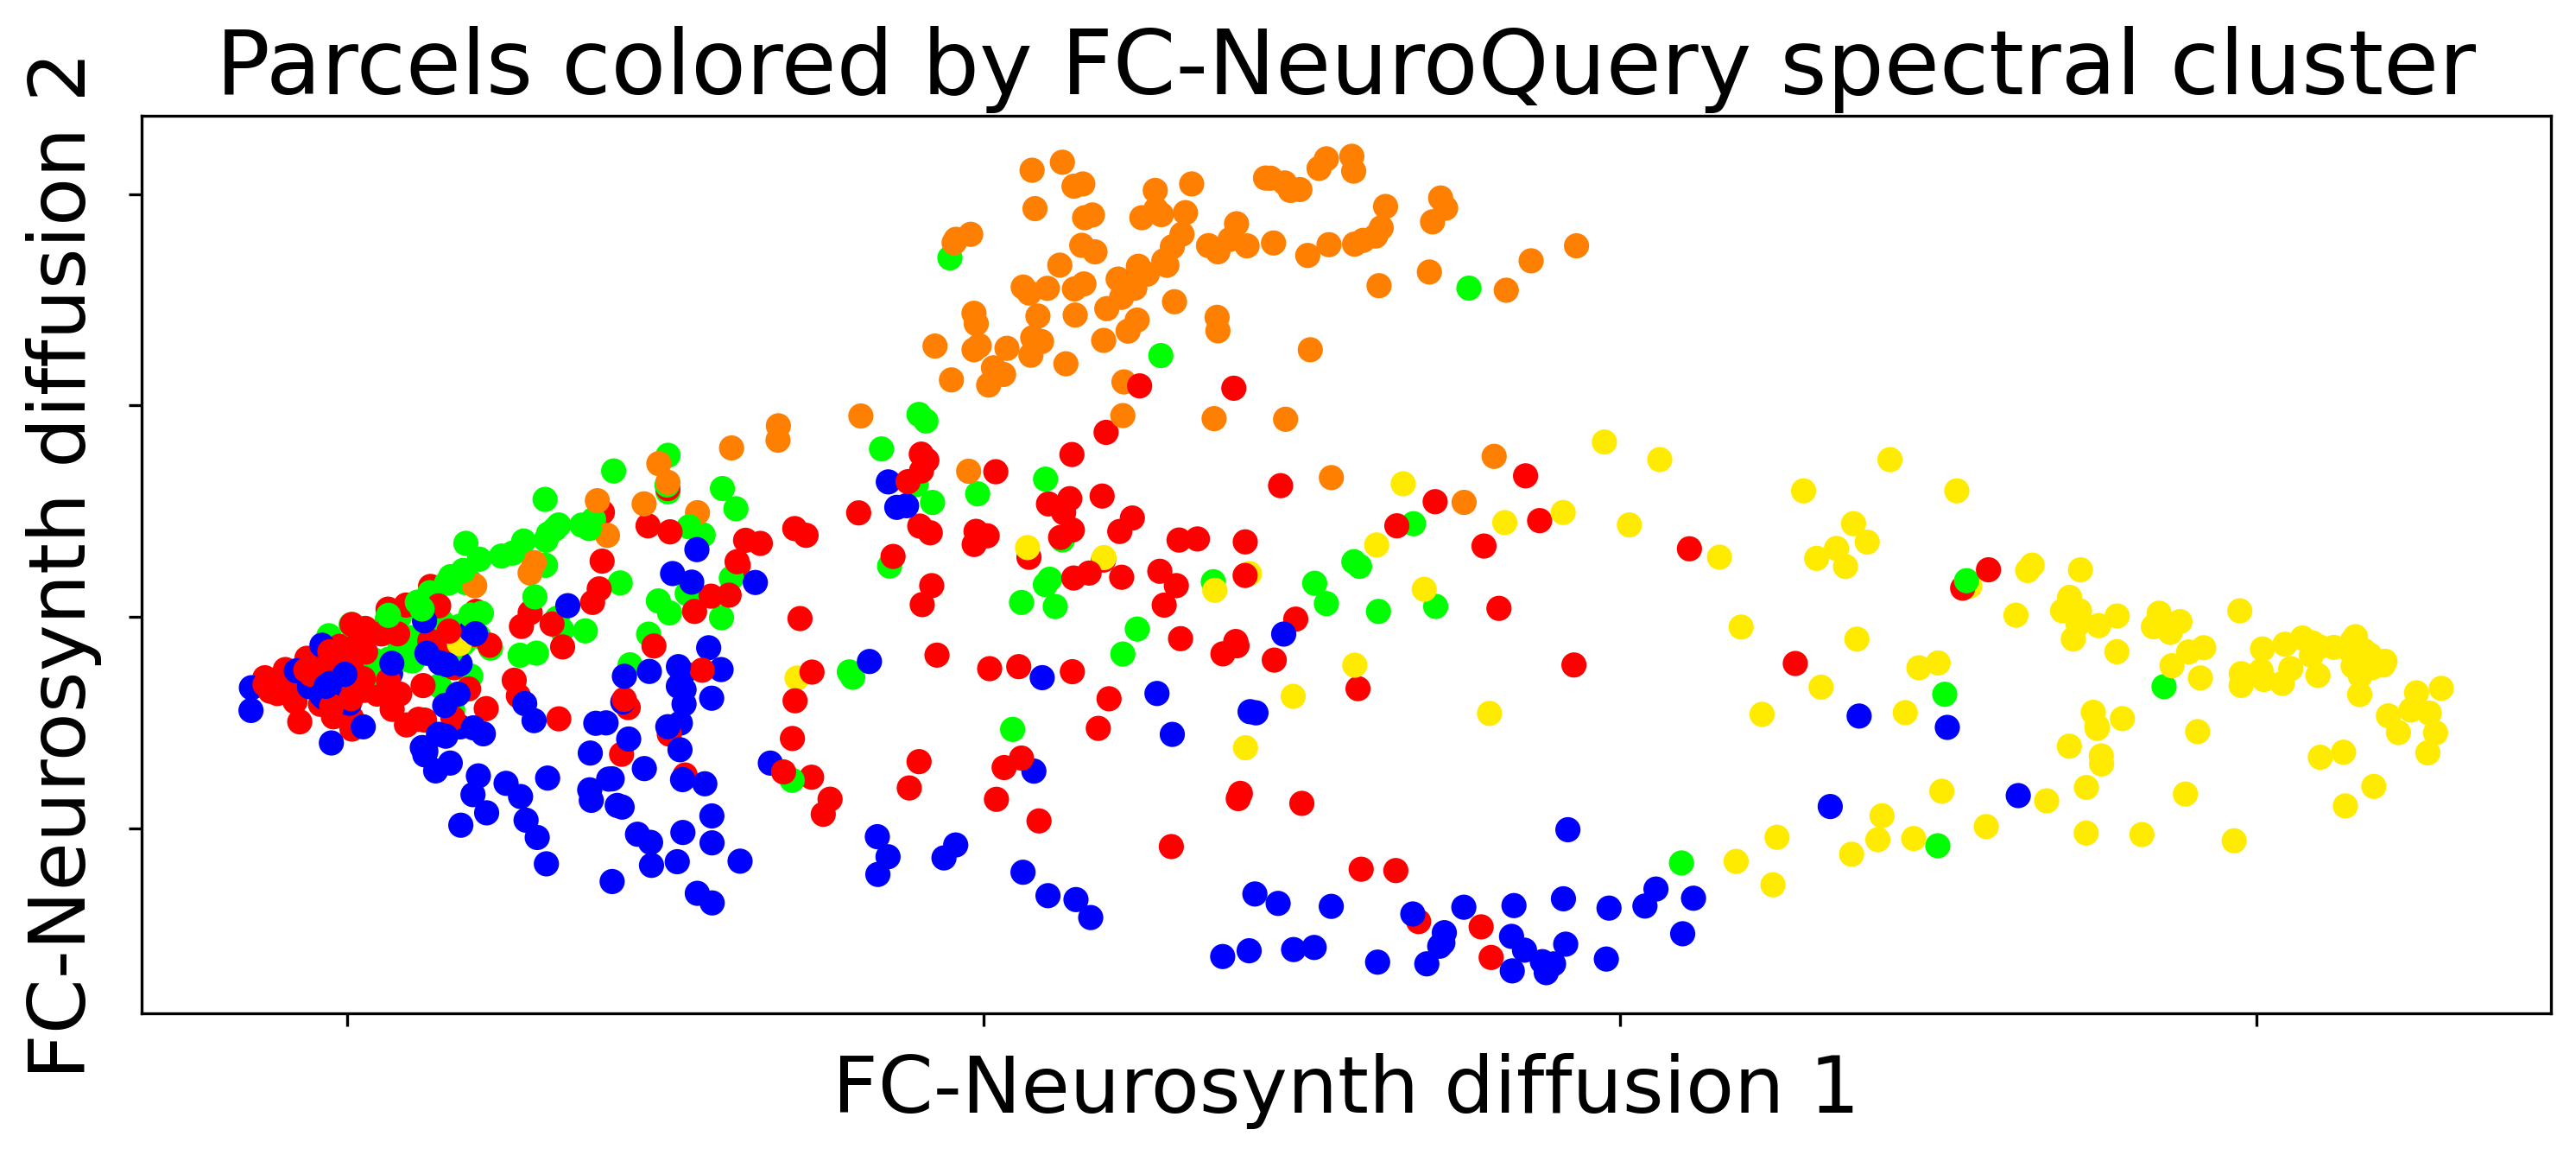 Parcels colored by FC-NeuroQuery spectral cluster
FC-Neurosynth diffusion 2
FC-Neurosynth diffusion 1